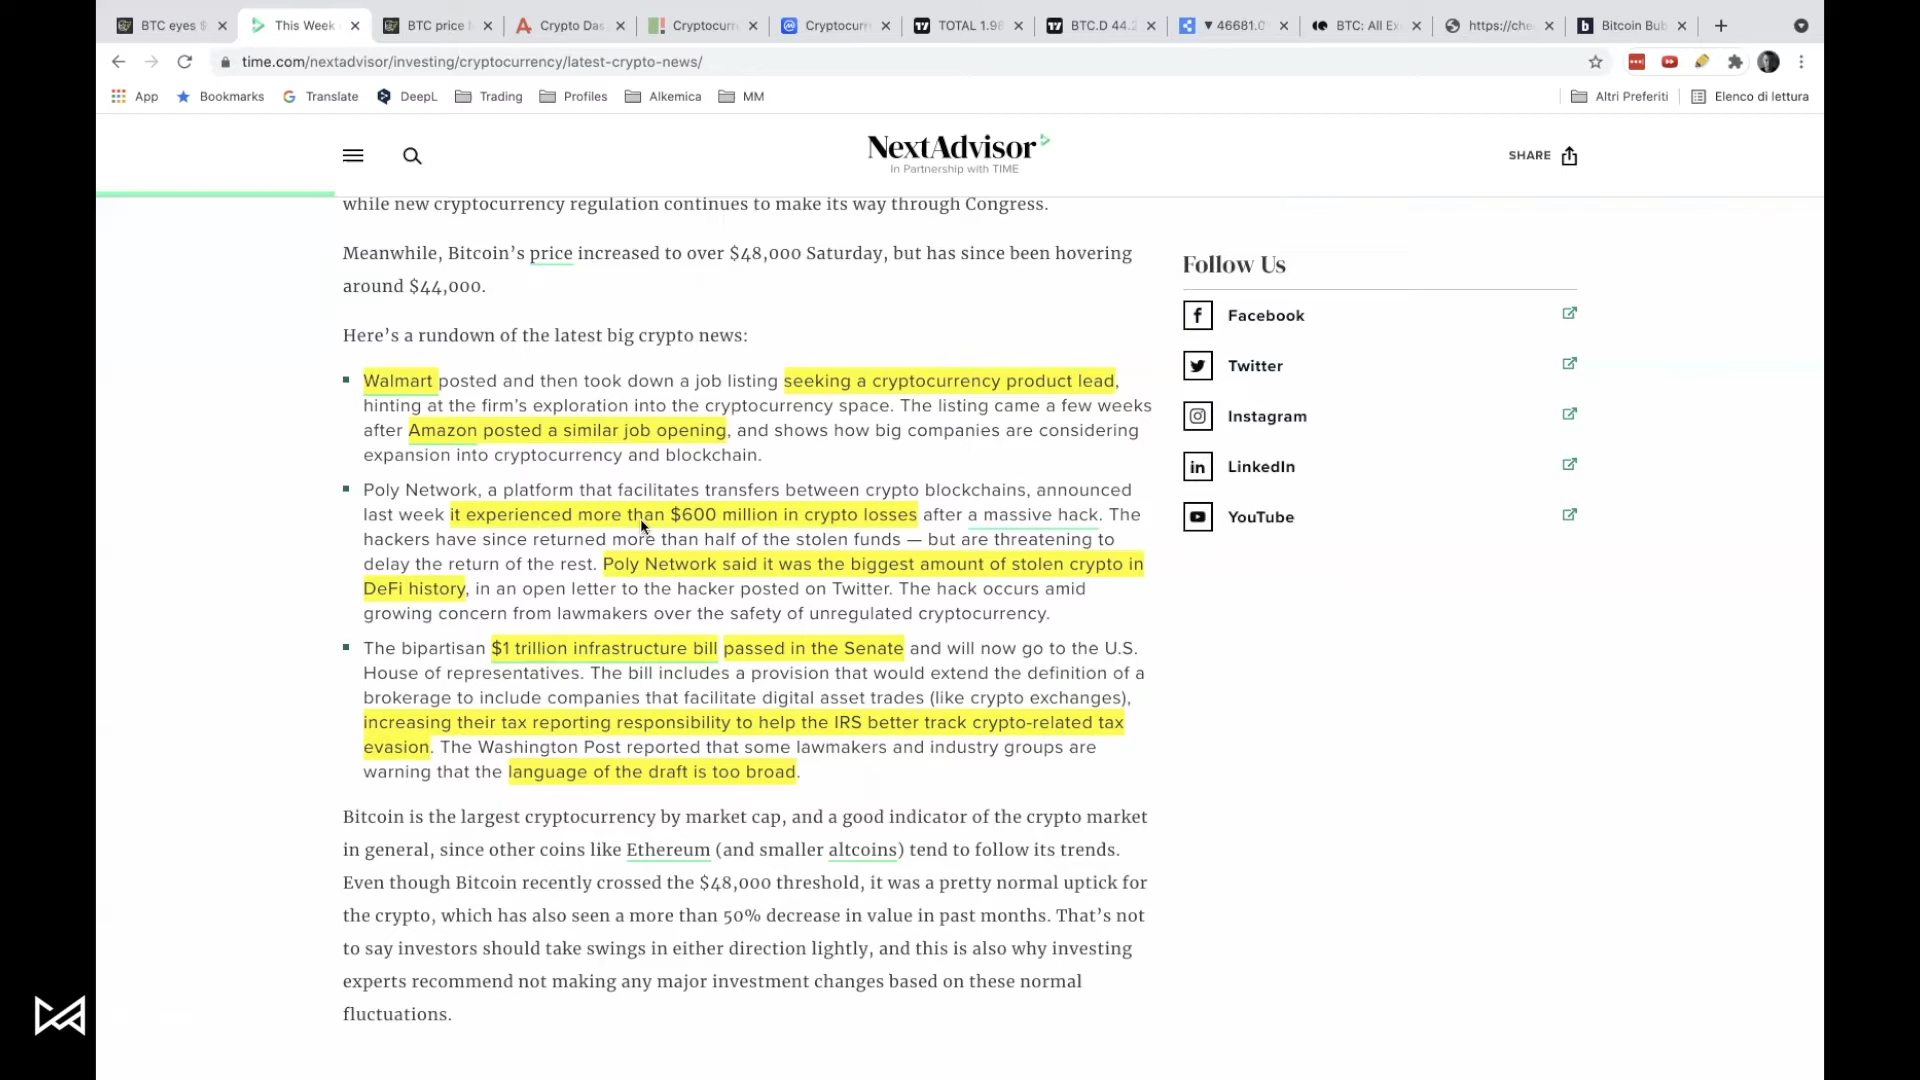 BTC eyes $
This Week
BTC price
Crypto Das
Cryptocurr
Cryptocurr
TOTAL 1.98
BTC.D 44.2
▼ 46681.0
BTC: All Ex
https://che
Bitcoin Bub
time.com/nextadvisor/investing/cryptocurrency/latest-crypto-news/
App
Bookmarks
Translate
DeepL
Trading
Profiles
Alkemica
MM
Altri Preferiti
Elenco di lettura
NextAdvisor
In Partnership with TIME
SHARE
while new cryptocurrency regulation continues to make its way through Congress.
Meanwhile, Bitcoin’s price increased to over $48,000 Saturday, but has since been hovering
around $44,000.
Here’s a rundown of the latest big crypto news:
Walmart posted and then took down a job listing seeking a cryptocurrency product lead,
hinting at the firm’s exploration into the cryptocurrency space. The listing came a few weeks
after Amazon posted a similar job opening, and shows how big companies are considering
expansion into cryptocurrency and blockchain.
Poly Network, a platform that facilitates transfers between crypto blockchains, announced
last week it experienced more than $600 million in crypto losses after a massive hack. The
hackers have since returned more than half of the stolen funds — but are threatening to
delay the return of the rest. Poly Network said it was the biggest amount of stolen crypto in
DeFi history, in an open letter to the hacker posted on Twitter. The hack occurs amid
growing concern from lawmakers over the safety of unregulated cryptocurrency.
The bipartisan $1 trillion infrastructure bill passed in the Senate and will now go to the U.S.
House of representatives. The bill includes a provision that would extend the definition of a
brokerage to include companies that facilitate digital asset trades (like crypto exchanges),
increasing their tax reporting responsibility to help the IRS better track crypto-related tax
evasion. The Washington Post reported that some lawmakers and industry groups are
warning that the language of the draft is too broad.
Bitcoin is the largest cryptocurrency by market cap, and a good indicator of the crypto market
in general, since other coins like Ethereum (and smaller altcoins) tend to follow its trends.
Even though Bitcoin recently crossed the $48,000 threshold, it was a pretty normal uptick for
the crypto, which has also seen a more than 50% decrease in value in past months. That’s not
to say investors should take swings in either direction lightly, and this is also why investing
experts recommend not making any major investment changes based on these normal
fluctuations.
Follow Us
Facebook
Twitter
Instagram
LinkedIn
YouTube